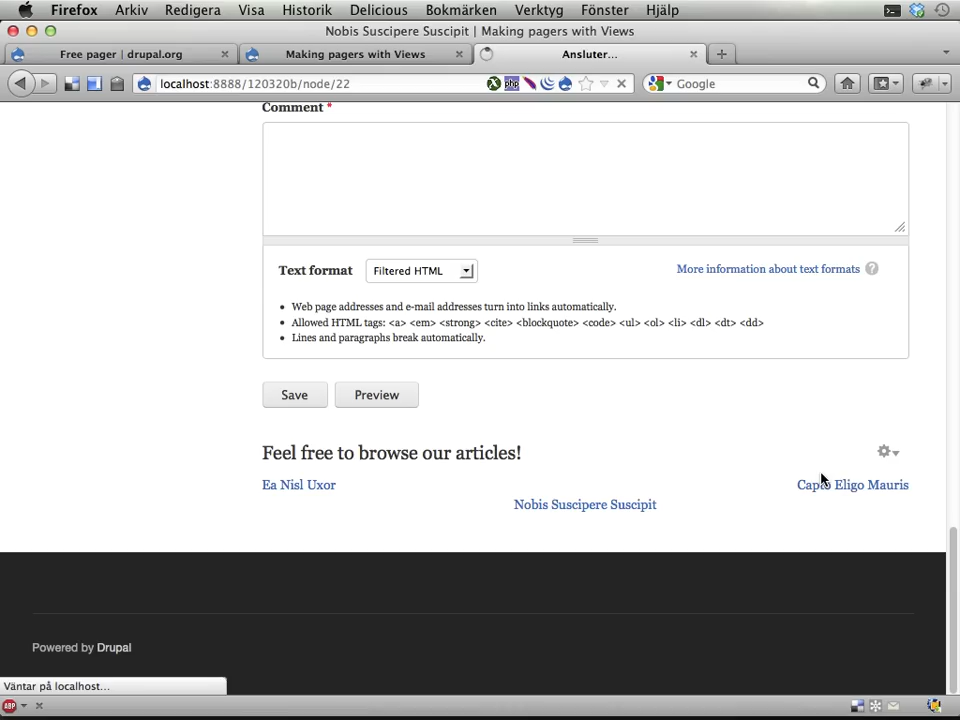 Firefox Arkiv Redigera Visa Historik Delicious Bokmärken Verktyg Fönster Hjälp
Nobis Suscipere Suscipit | Making pagers with Views
Free pager | drupal.org Making pagers with Views Ansluter...
localhost:8888/120320b/node/22 php Google
Comment *
Text format Filtered HTML More information about text formats ?
Web page addresses and e-mail addresses turn into links automatically.
Allowed HTML tags: <a> <em> <strong> <cite> <blockquote> <code> <ul> <ol> <li> <dl> <dt> <dd>
Lines and paragraphs break automatically.
Save Preview
Feel free to browse our articles!
Ea Nisl Uxor Capto Eligo Mauris
Nobis Suscipere Suscipit
Powered by Drupal
Väntar på localhost...
ABP